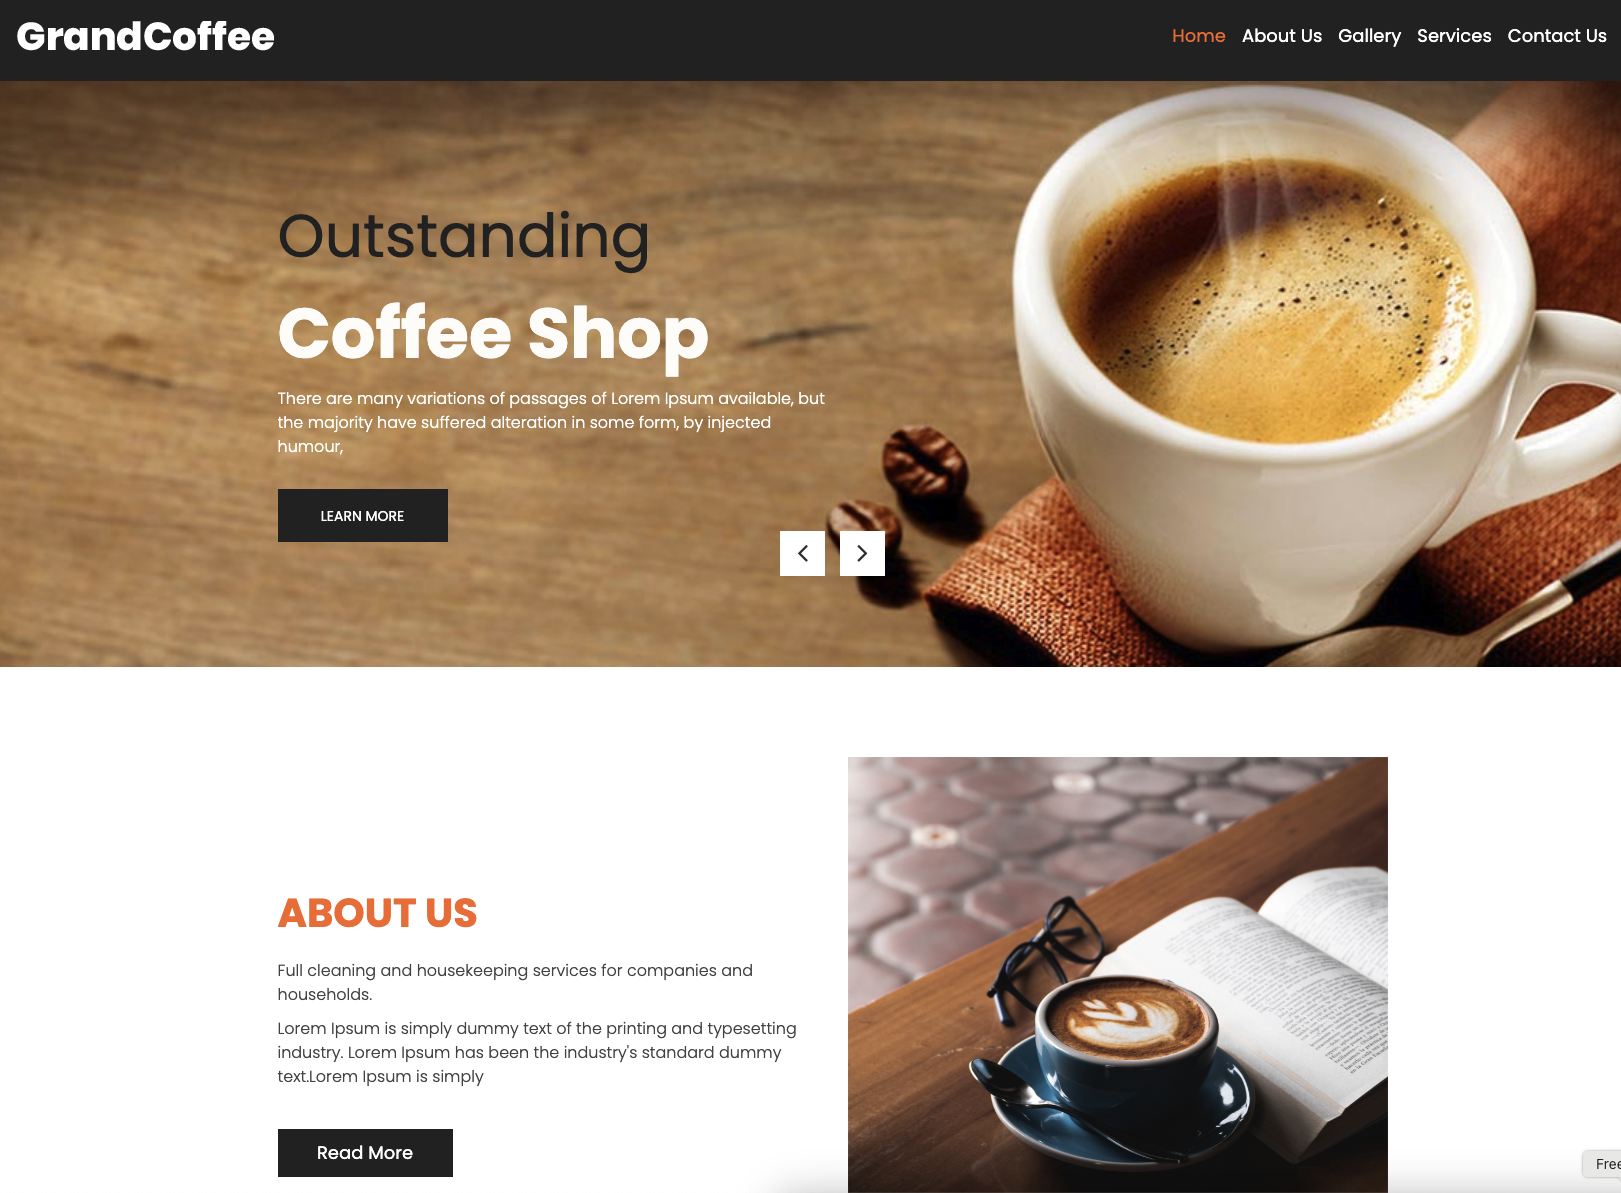 GrandCoffee
Home About Us Gallery Services Contact Us
Outstanding
Coffee Shop
There are many variations of passages of Lorem Ipsum available, but
the majority have suffered alteration in some form, by injected
humour,
LEARN MORE
ABOUT US
Full cleaning and housekeeping services for companies and
households.
Lorem Ipsum is simply dummy text of the printing and typesetting
industry. Lorem Ipsum has been the industry's standard dummy
text.Lorem Ipsum is simply
Read More